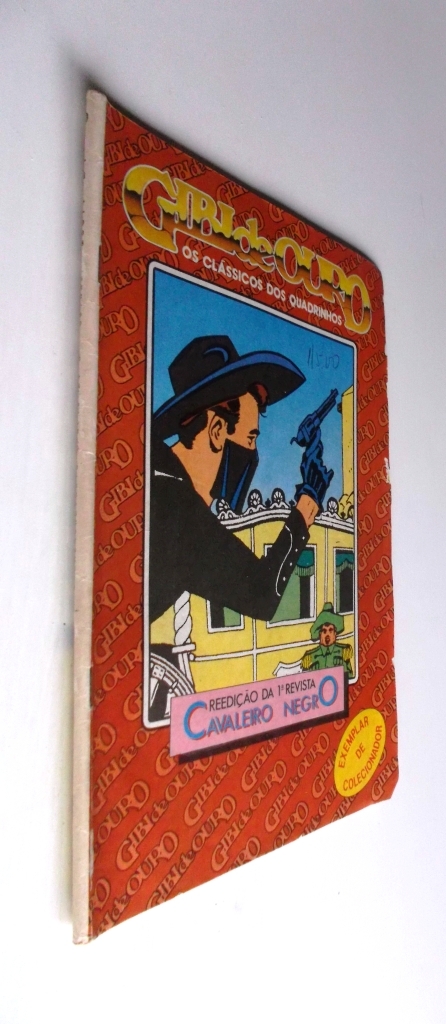 GIBI de OURO
OS CLÁSSICOS DOS QUADRINHOS
REEDIÇÃO DA 1ª REVISTA
CAVALEIRO NEGRO
EXEMPLAR
DE
COLECIONADOR